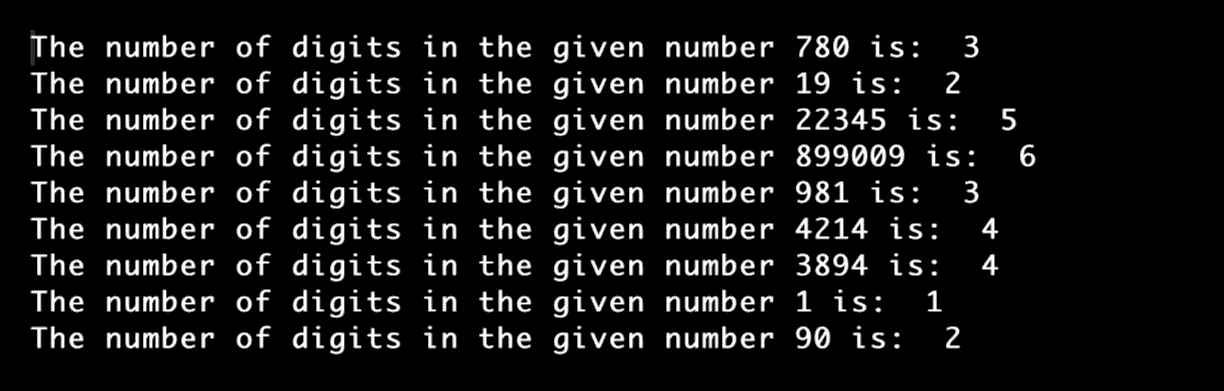 The number of digits in the given number 780 is:  3
The number of digits in the given number 19 is:  2
The number of digits in the given number 22345 is:  5
The number of digits in the given number 899009 is:  6
The number of digits in the given number 981 is:  3
The number of digits in the given number 4214 is:  4
The number of digits in the given number 3894 is:  4
The number of digits in the given number 1 is:  1
The number of digits in the given number 90 is:  2